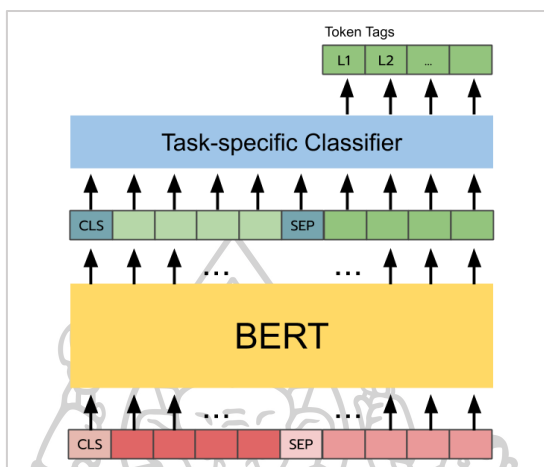 Token Tags
L1 L2 ...
Task-specific Classifier
CLS SEP
... ...
BERT
... ...
CLS SEP